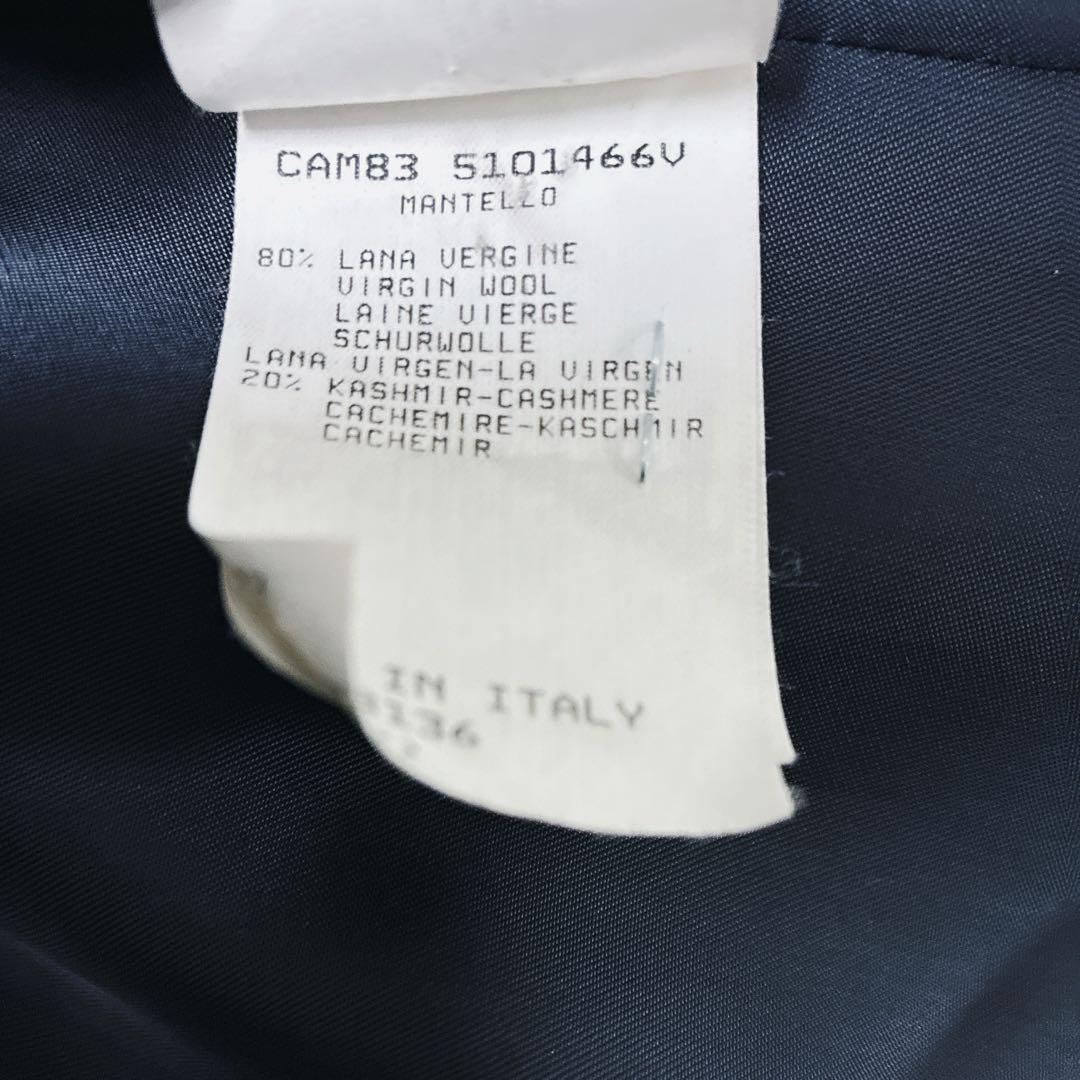 CAM83 5101466V
MANTELLO
80% LANA VERGINE
VIRGIN WOOL
LAINE VIERGE
SCHURWOLLE
LANA VIRGEN-LA VIRGEN
20% KASHMIR-CASHMERE
CACHEMIRE-KASCHMIR
CACHEMIR
IN ITALY
136